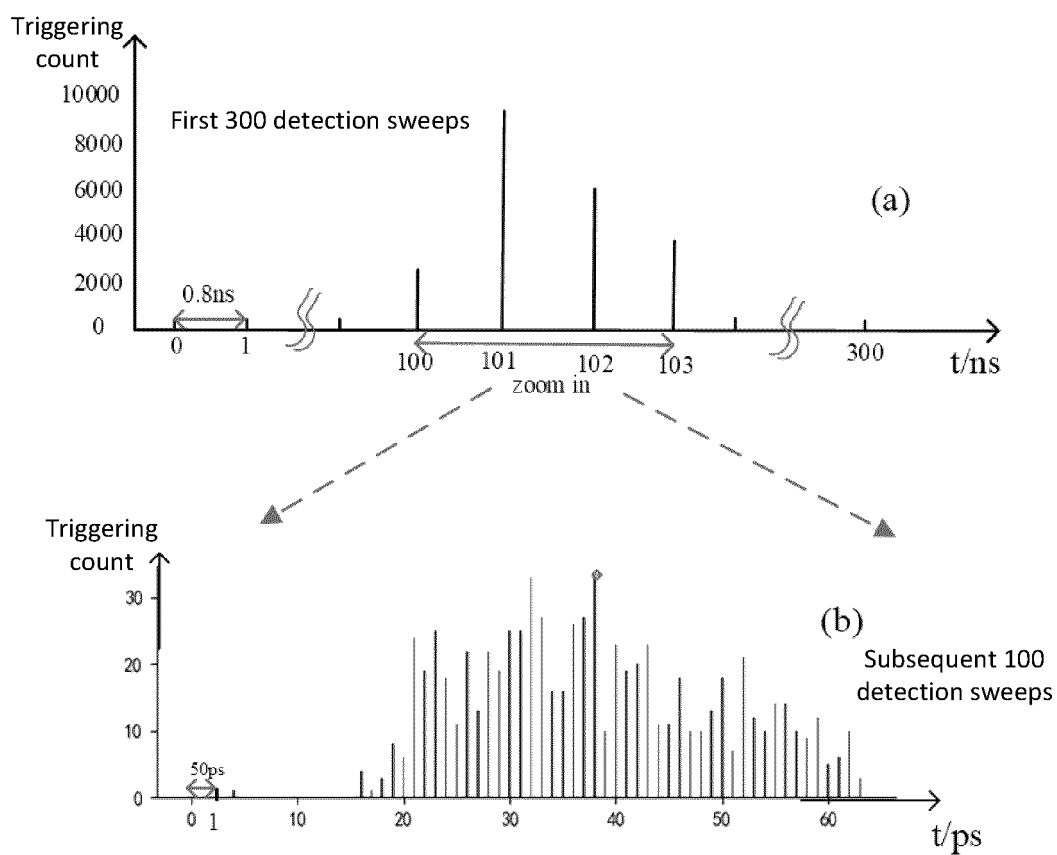 Triggering
count
10000
8000
6000
4000
2000
0
First 300 detection sweeps
(a)
0.8ns
0 1 100 101 102 103 300
t/ns
zoom in
Triggering
count
30
20
10
0
(b)
Subsequent 100
detection sweeps
50ps
0 1 10 20 30 40 50 60
t/ps